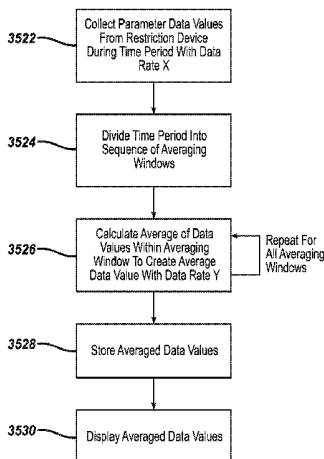 3522
Collect Parameter Data Values
From Restriction Device
During Time Period With Data
Rate X
3524
Divide Time Period Into
Sequence of Averaging
Windows
3526
Calculate Average of Data
Values Within Averaging
Window To Create Average
Data Value With Data Rate Y
Repeat For
All Averaging
Windows
3528
Store Averaged Data Values
3530
Display Averaged Data Values